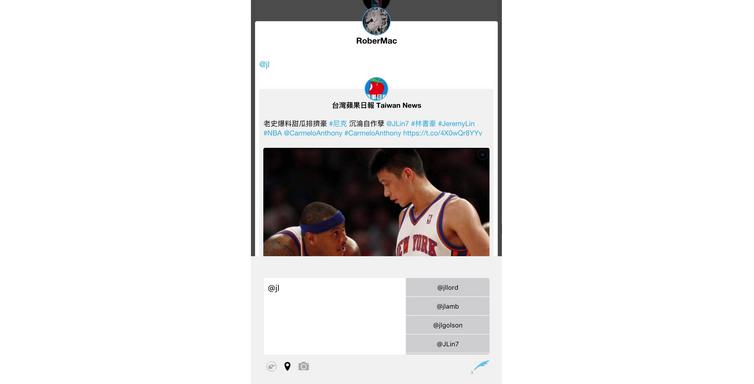 RoberMac
@jl
台灣蘋果日報 Taiwan News
老史爆料甜瓜排擠豪 #尼克 沉淪自作孽 @JLin7 #林書豪 #JeremyLin
#NBA @CarmeloAnthony #CarmeloAnthony https://t.co/4X0wQr8YYv
NEW YORK
@jl
@jllord
@jlamb
@jlgolson
@JLin7